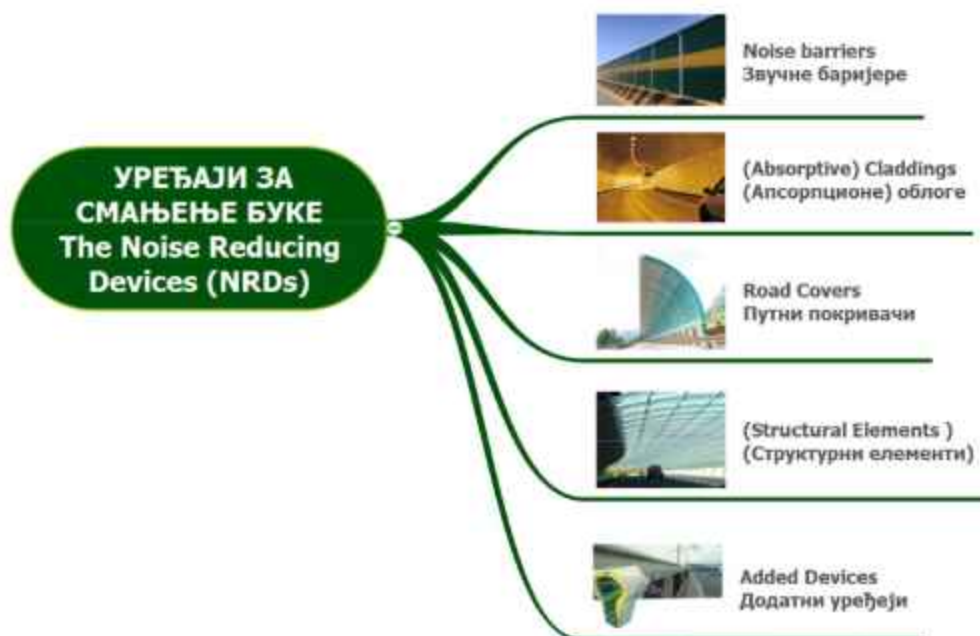 УРЕЂАЈИ ЗА
СМАЊЕЊЕ БУКЕ
The Noise Reducing
Devices (NRDs)
Noise barriers
Звучне баријере
(Absorptive) Claddings
(Апсорпционе) облоге
Road Covers
Путни покривачи
(Structural Elements )
(Структурни елементи)
Added Devices
Додатни уређеји